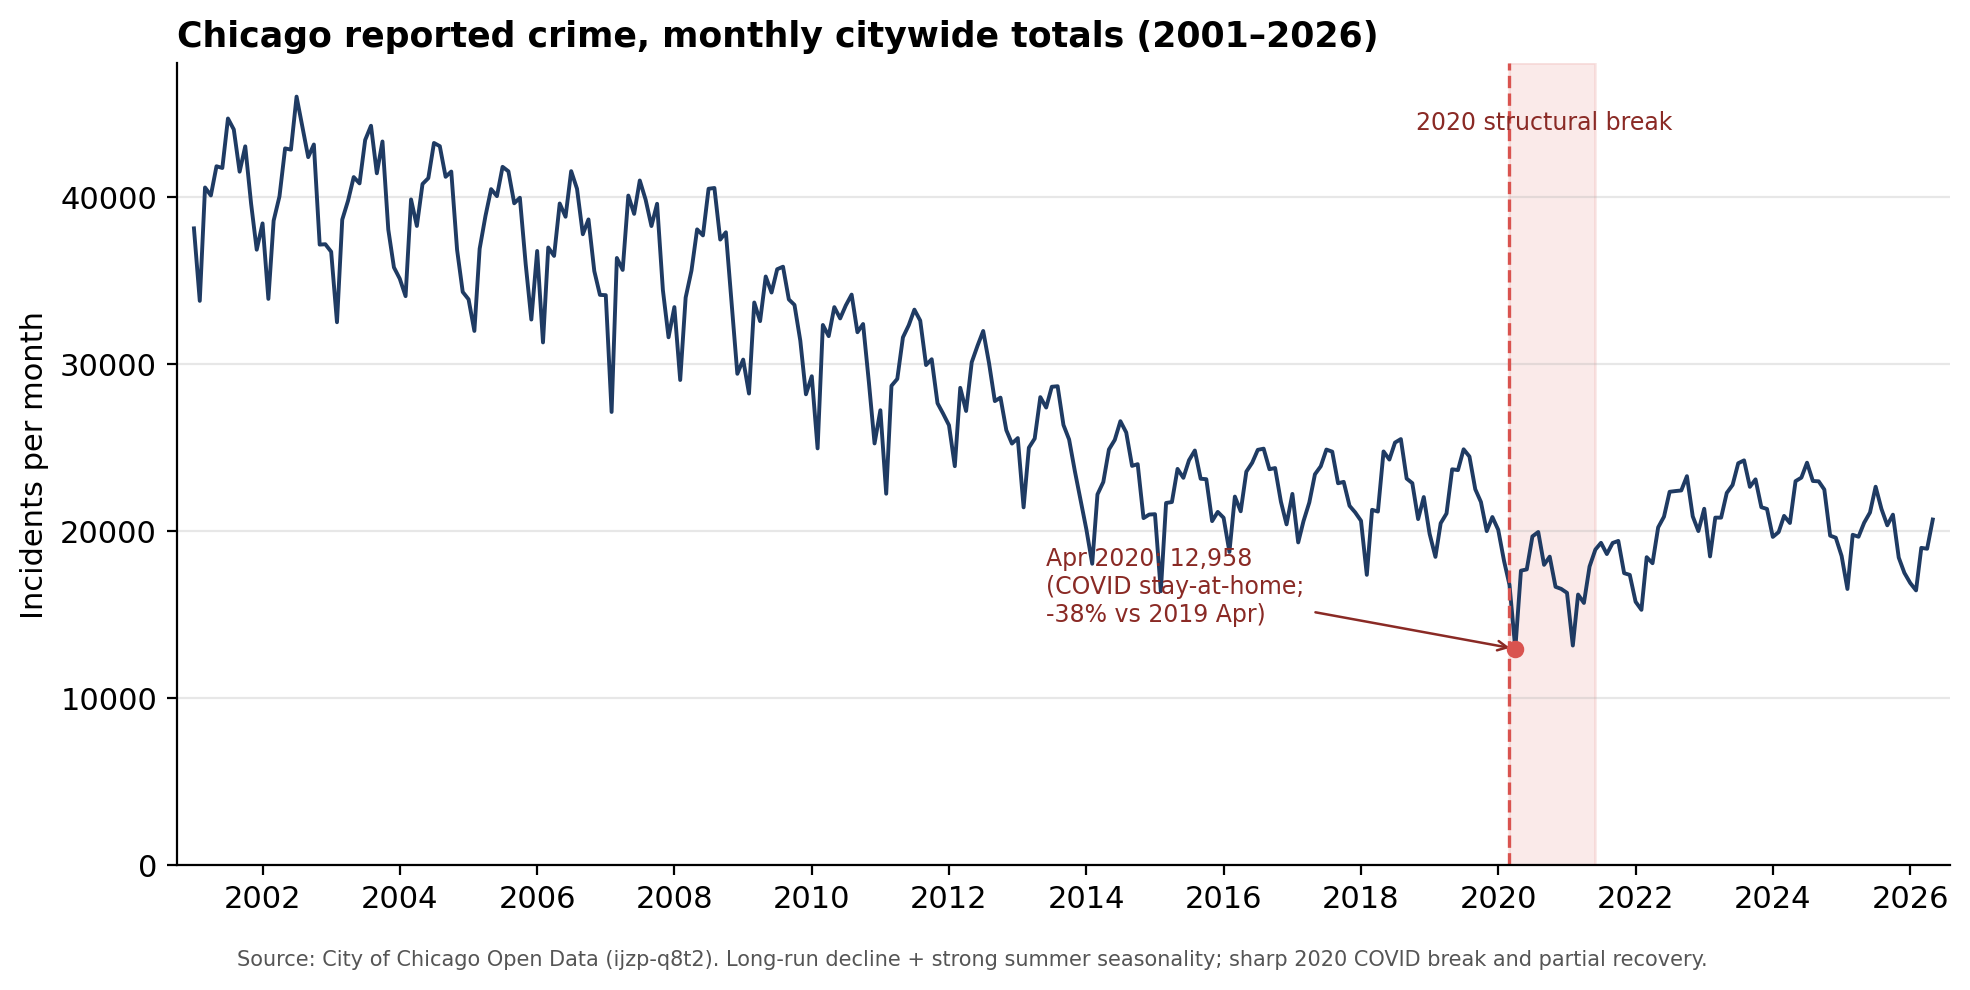 Chicago reported crime, monthly citywide totals (2001–2026)
2020 structural break
Incidents per month
40000
30000
20000
10000
0
Apr 2020: 12,958
(COVID stay-at-home;
-38% vs 2019 Apr)
2002 2004 2006 2008 2010 2012 2014 2016 2018 2020 2022 2024 2026
Source: City of Chicago Open Data (ijzp-q8t2). Long-run decline + strong summer seasonality; sharp 2020 COVID break and partial recovery.